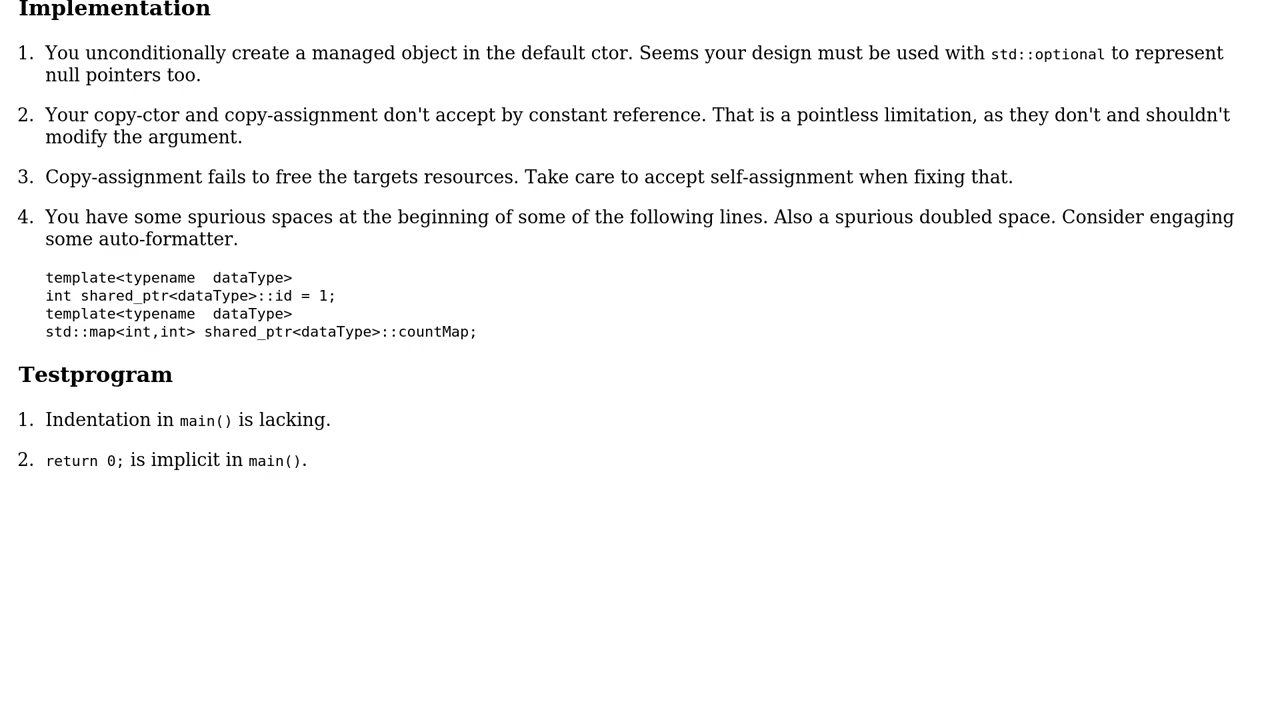 Implementation
1. You unconditionally create a managed object in the default ctor. Seems your design must be used with std::optional to represent
null pointers too.
2. Your copy-ctor and copy-assignment don't accept by constant reference. That is a pointless limitation, as they don't and shouldn't
modify the argument.
3. Copy-assignment fails to free the targets resources. Take care to accept self-assignment when fixing that.
4. You have some spurious spaces at the beginning of some of the following lines. Also a spurious doubled space. Consider engaging
some auto-formatter.
template<typename  dataType>
int shared_ptr<dataType>::id = 1;
template<typename  dataType>
std::map<int,int> shared_ptr<dataType>::countMap;
Testprogram
1. Indentation in main() is lacking.
2. return 0; is implicit in main().